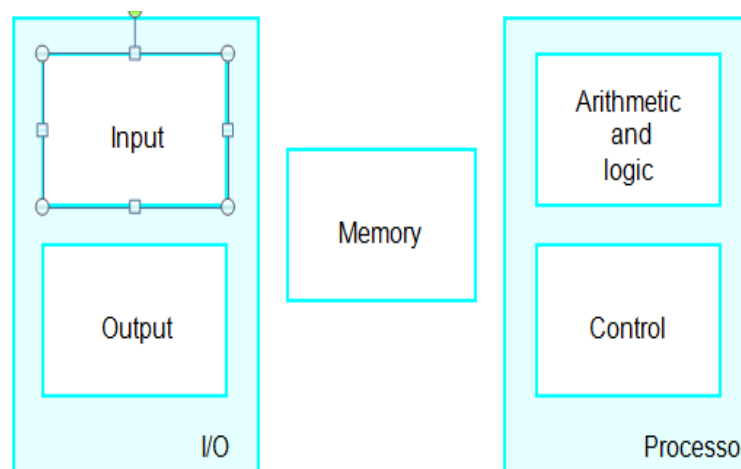 Input
Output
I/O
Memory
Arithmetic
and
logic
Control
Processo